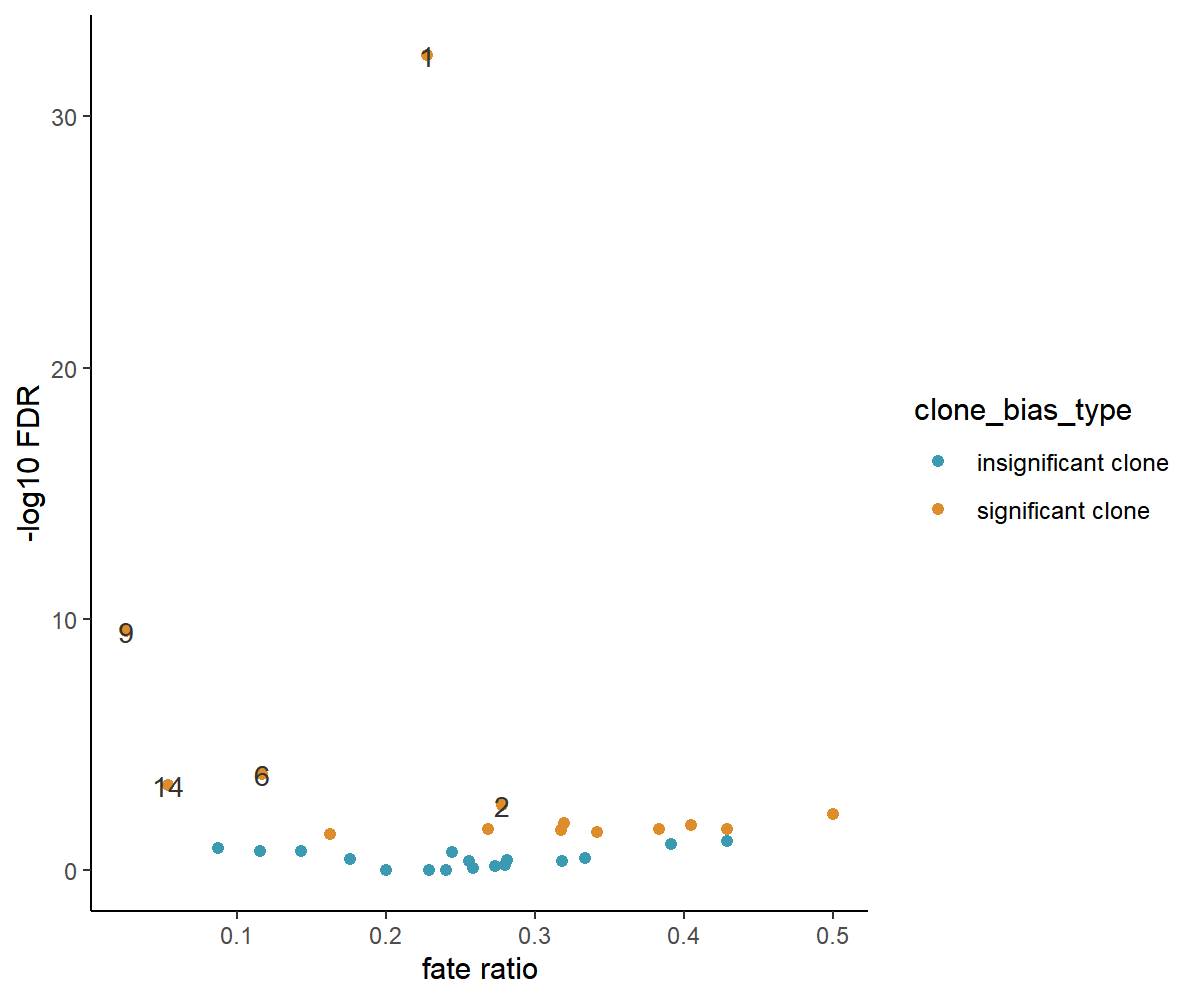 1
30
20
10
0
9
14
6
2
-log10 FDR
0.1
0.2
0.3
0.4
0.5
fate ratio
clone_bias_type
insignificant clone
significant clone